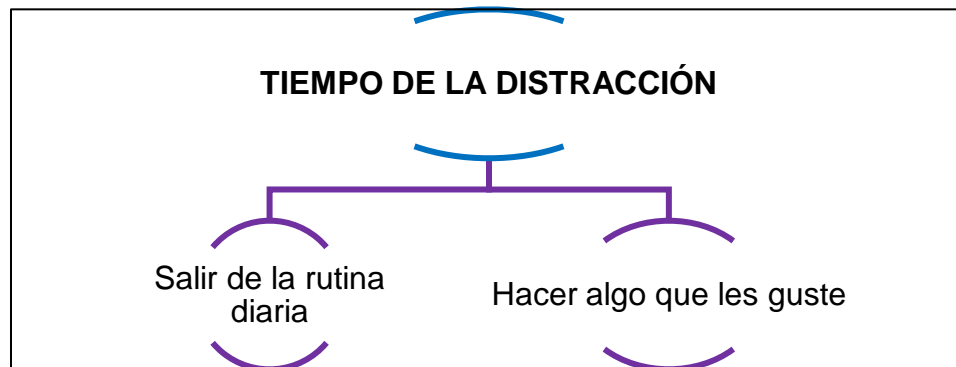 TIEMPO DE LA DISTRACCIÓN
Salir de la rutina
diaria
Hacer algo que les guste